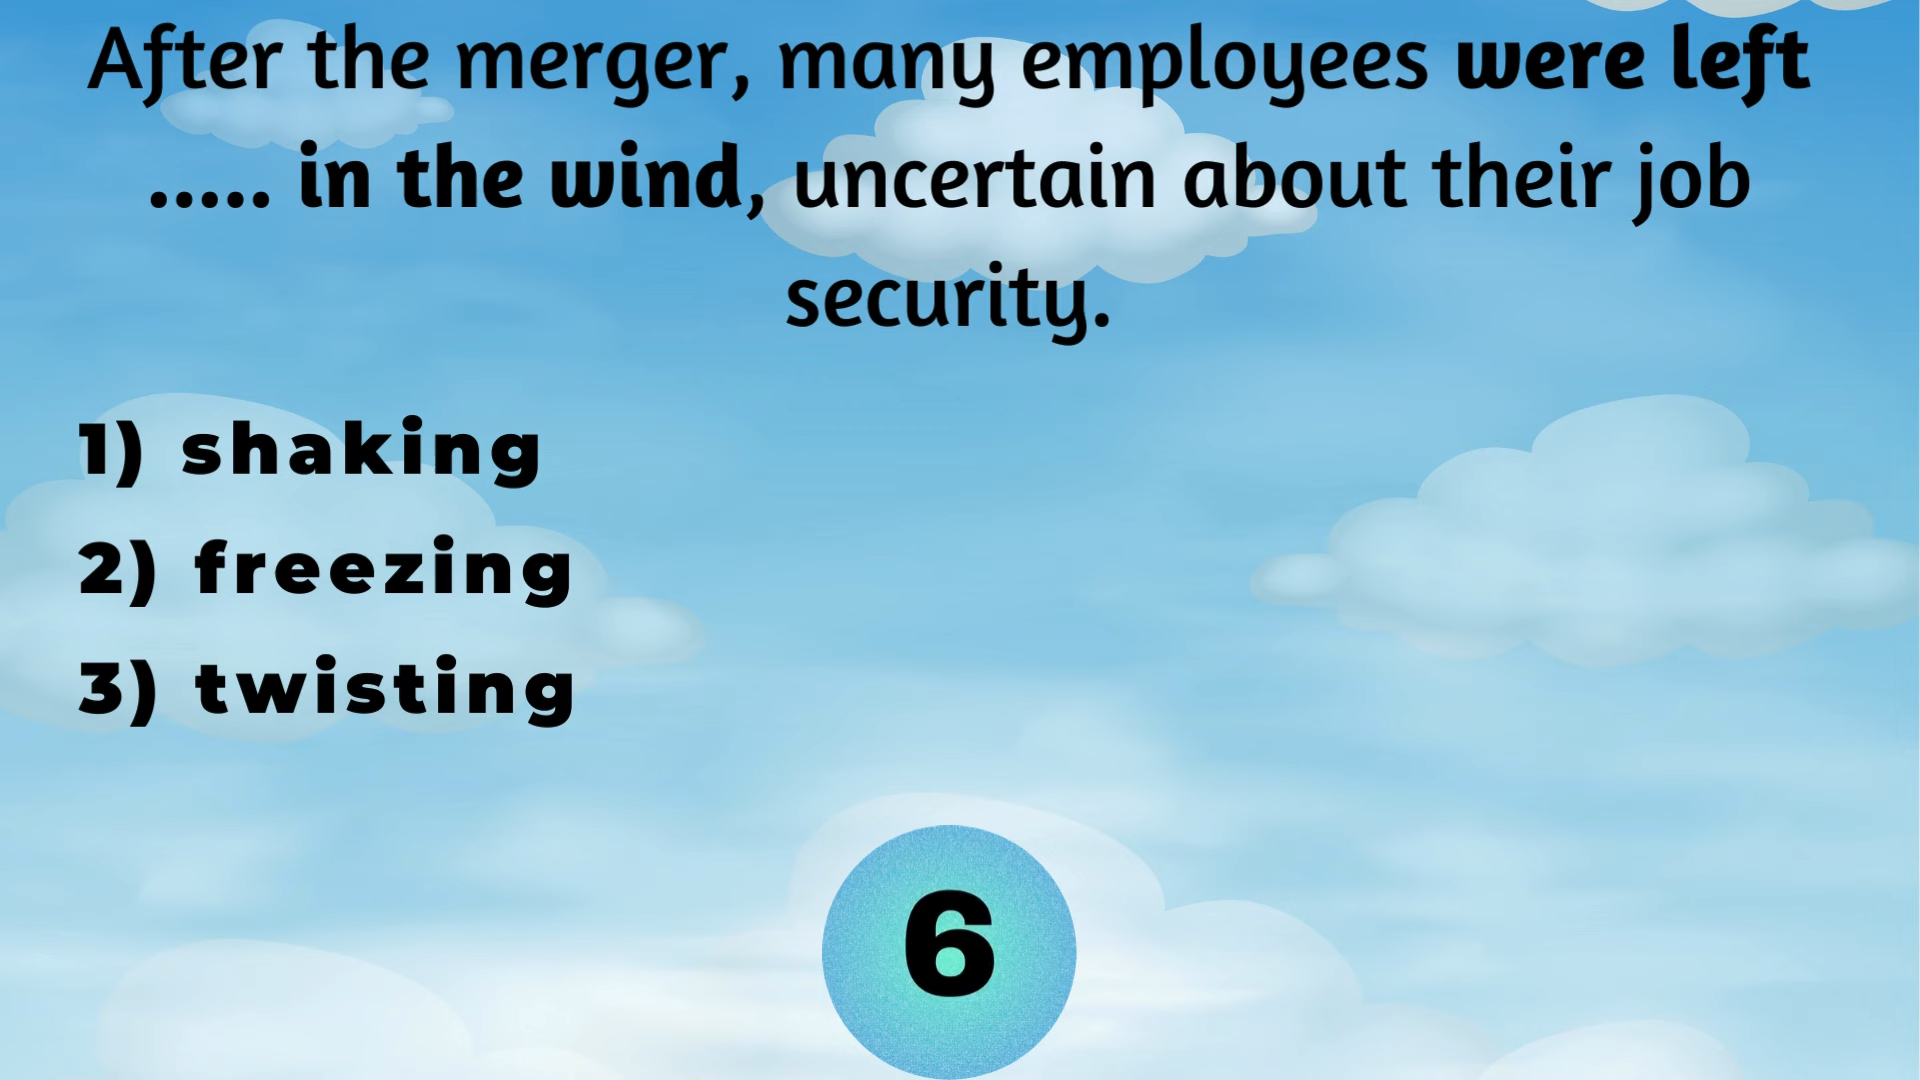 After the merger, many employees were left
..... in the wind, uncertain about their job
security.
1) shaking
2) freezing
3) twisting
6